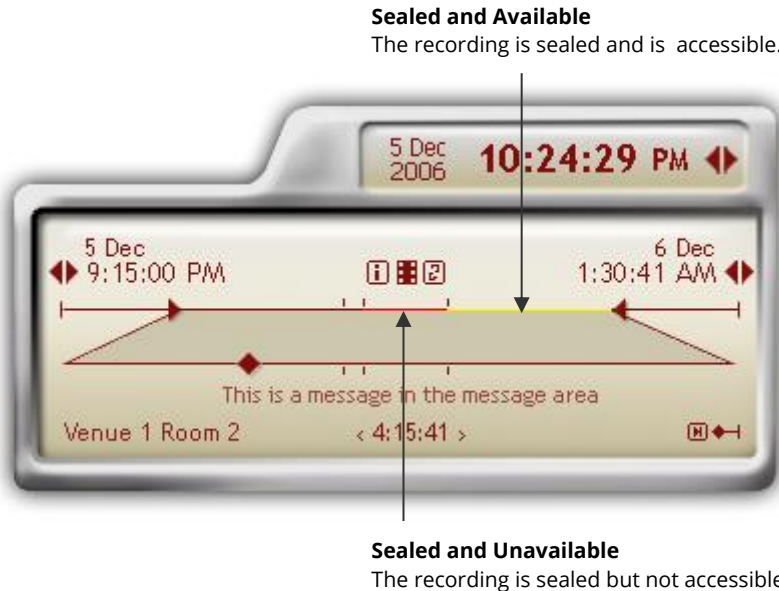 Sealed and Available
The recording is sealed and is accessible.
5 Dec
2006
10:24:29 PM
5 Dec
9:15:00 PM
6 Dec
1:30:41 AM
This is a message in the message area
Venue 1 Room 2
< 4:15:41 >
Sealed and Unavailable
The recording is sealed but not accessible